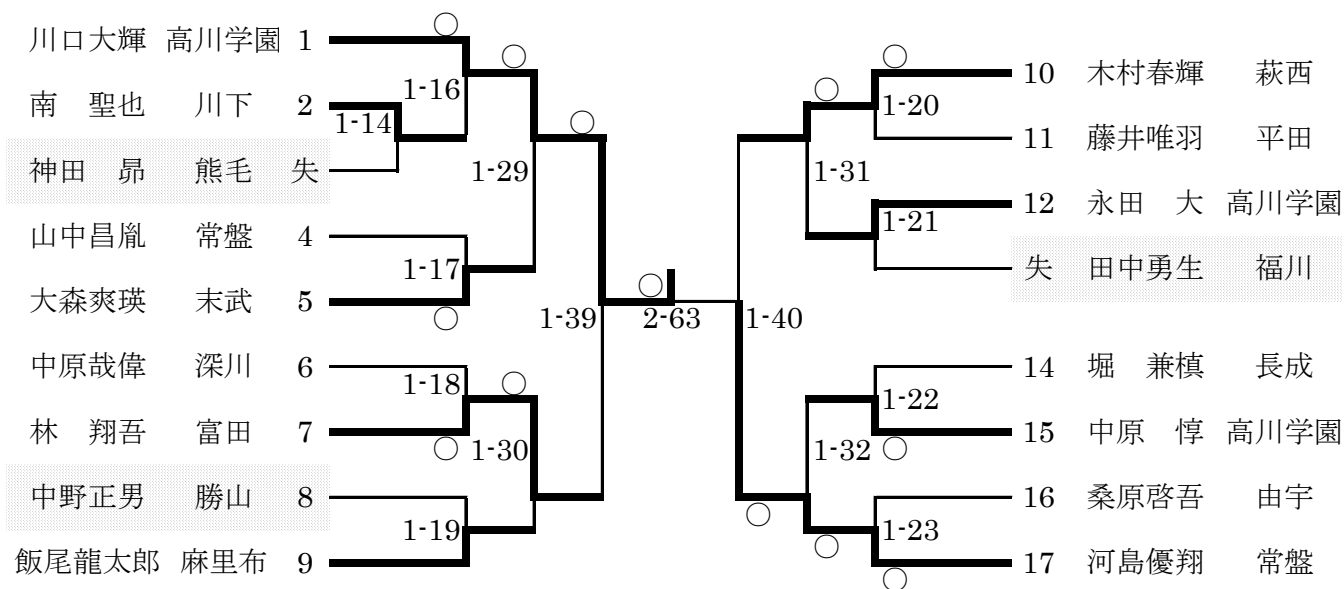 川口大輝 高川学園 1
南 聖也 川下 2
神田 昴 熊毛 失
山中昌胤 常盤 4
大森爽瑛 末武 5
中原哉偉 深川 6
林 翔吾 富田 7
中野正男 勝山 8
飯尾龍太郎 麻里布 9
1-14
1-16
1-17
1-18
1-19
1-29
1-30
1-39
2-63
1-40
1-31
1-32
1-20
1-21
1-22
1-23
10 木村春輝 萩西
11 藤井唯羽 平田
12 永田 大 高川学園
失 田中勇生 福川
14 堀 兼槙 長成
15 中原 惇 高川学園
16 桑原啓吾 由宇
17 河島優翔 常盤